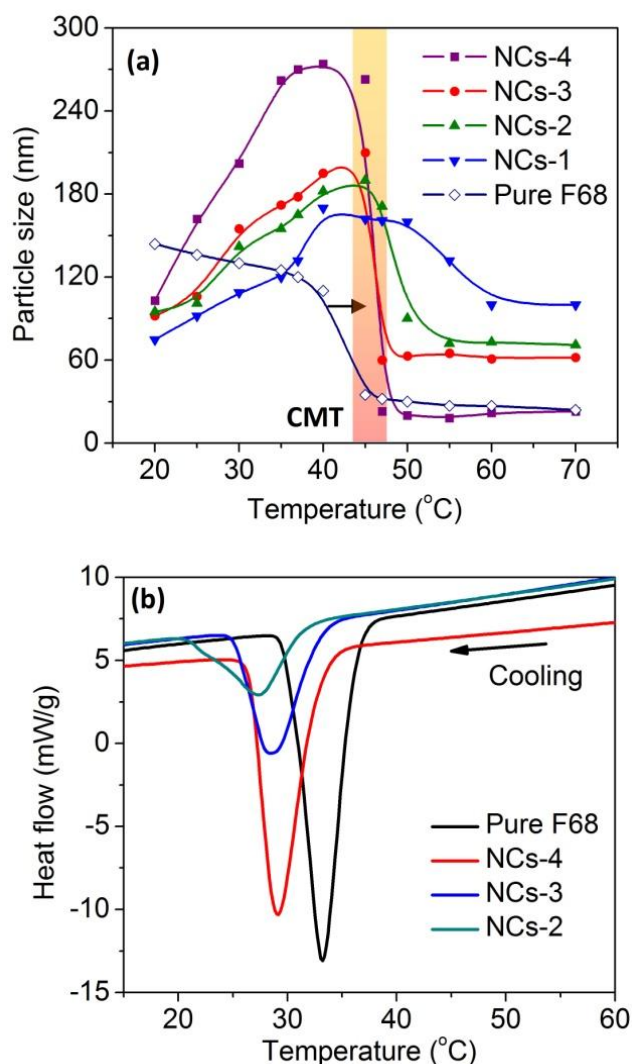 (a)
NCs-4
NCs-3
NCs-2
NCs-1
Pure F68
CMT
Particle size (nm)
300
240
180
120
60
0
20 30 40 50 60 70
Temperature (°C)
(b)
Cooling
Pure F68
NCs-4
NCs-3
NCs-2
Heat flow (mW/g)
10
5
0
-5
-10
-15
20 30 40 50 60
Temperature (°C)